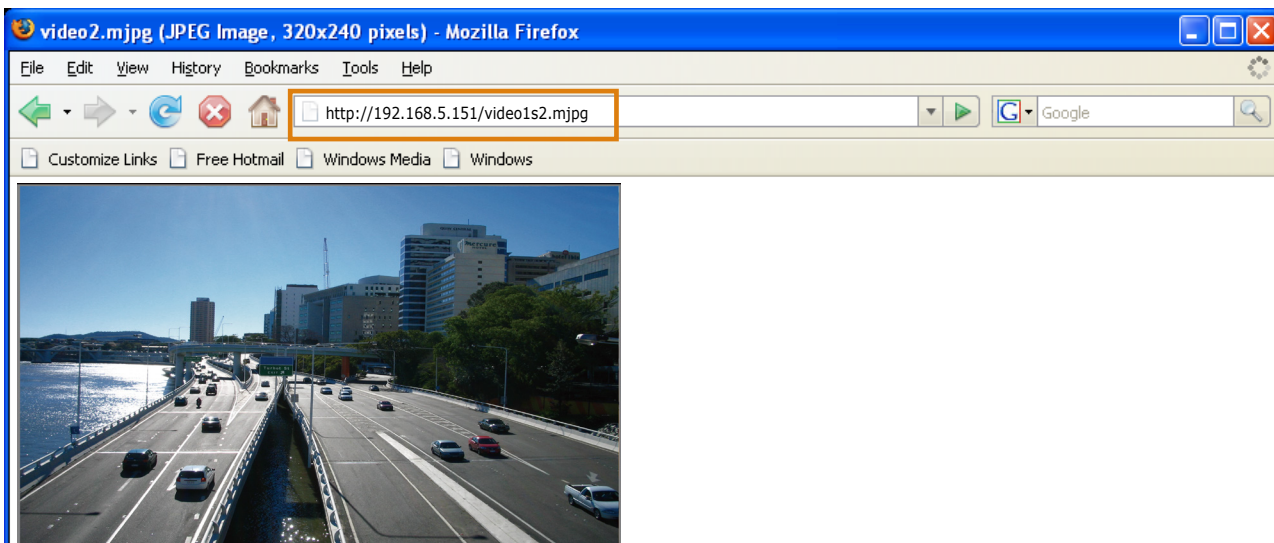 video2.mjpg (JPEG Image, 320x240 pixels) - Mozilla Firefox
File Edit View History Bookmarks Tools Help
http://192.168.5.151/video1s2.mjpg G Google
Customize Links Free Hotmail Windows Media Windows
Mercure